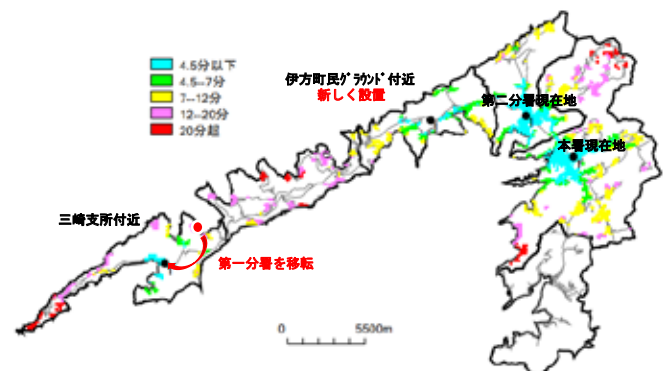 4.5分以下
4.5-7分
7-12分
12-20分
20分超
伊方町民グラウンド付近
新しく設置
第二分署現在地
本署現在地
三崎支所付近
第一分署を移転
0 5500m